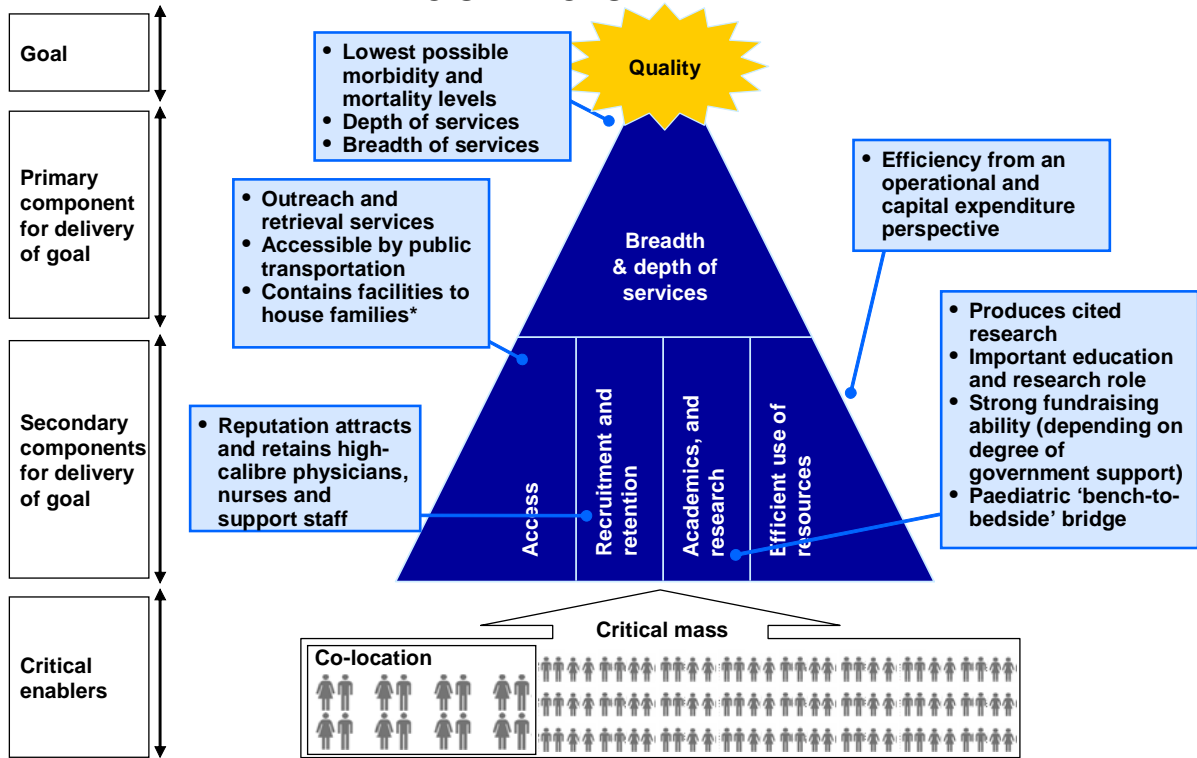 Goal
Quality
• Lowest possible
morbidity and
mortality levels
• Depth of services
• Breadth of services
Primary
component
for delivery
of goal
• Efficiency from an
operational and
capital expenditure
perspective
• Outreach and
retrieval services
• Accessible by public
transportation
• Contains facilities to
house families*
Breadth
& depth of
services
• Produces cited
research
• Important education
and research role
• Strong fundraising
ability (depending on
degree of
government support)
• Paediatric ‘bench-to-
bedside’ bridge
Secondary
components
for delivery
of goal
• Reputation attracts
and retains high-
calibre physicians,
nurses and
support staff
Access
Recruitment and
retention
Academics, and
research
Efficient use of
resources
Critical
enablers
Critical mass
Co-location